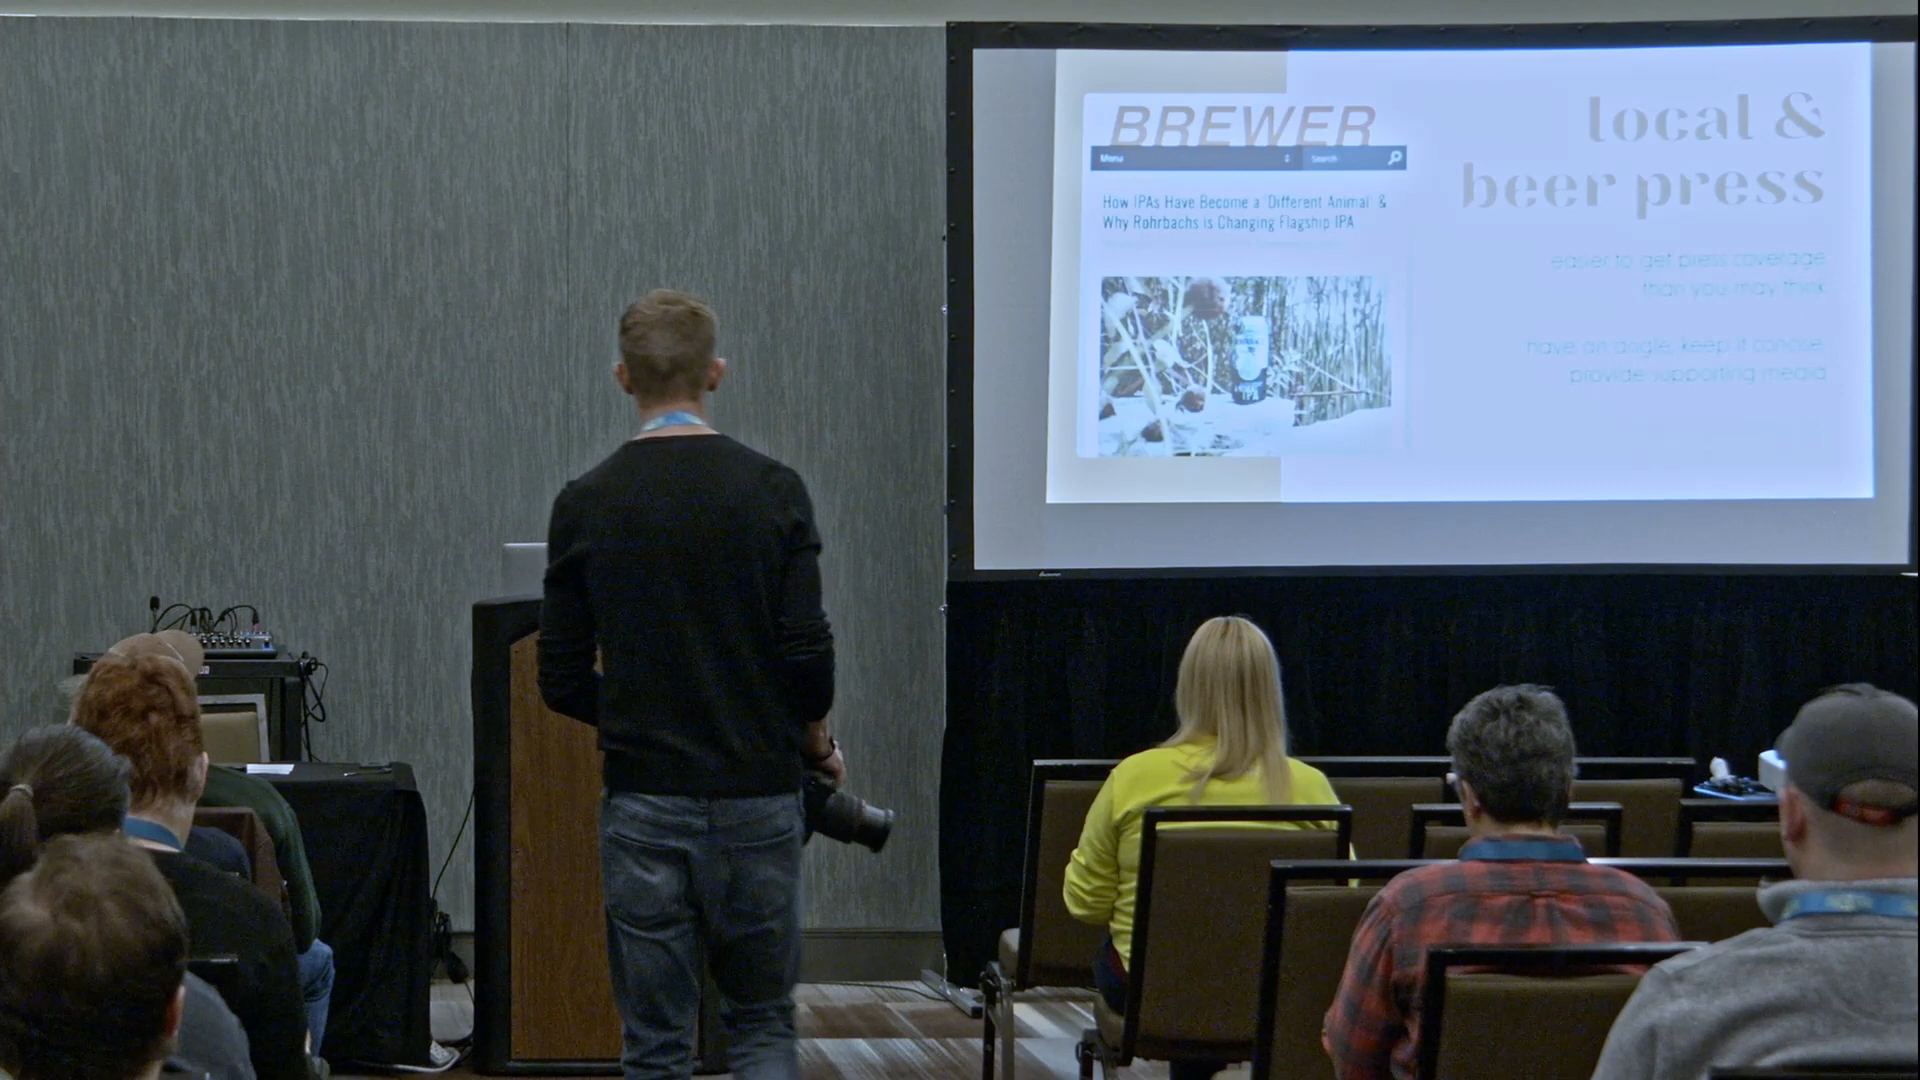 BREWER
Menu
Search
How IPAs Have Become a 'Different Animal' &
Why Rohrbachs is Changing Flagship IPA
IPA
local &
beer press
easier to get press coverage
than you may think
have an angle, keep it concise,
provide supporting media